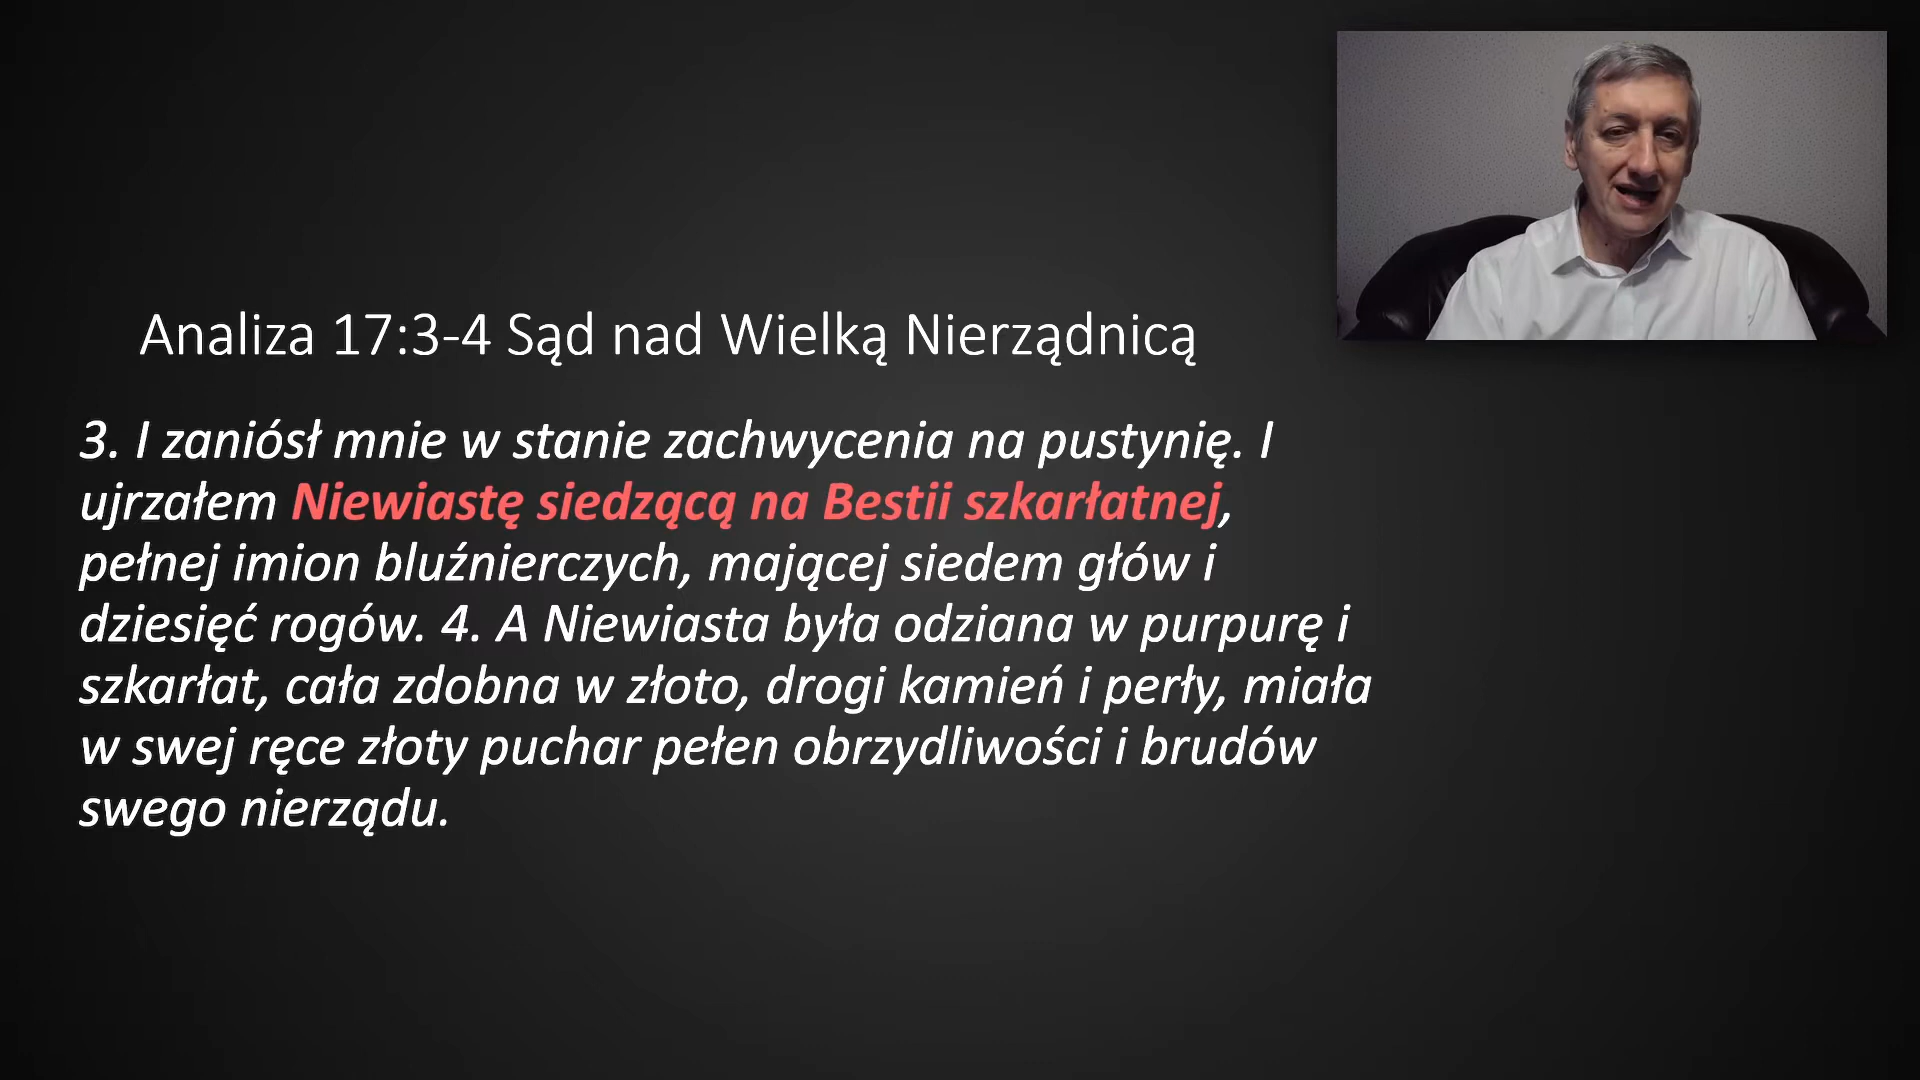 Analiza 17:3-4 Sąd nad Wielką Nierządnicą
3. I zaniósł mnie w stanie zachwycenia na pustynię. I
ujrzałem Niewiastę siedzącą na Bestii szkarłatnej,
pełnej imion bluźnierczych, mającej siedem głów i
dziesięć rogów. 4. A Niewiasta była odziana w purpurę i
szkarłat, cała zdobna w złoto, drogi kamień i perły, miała
w swej ręce złoty puchar pełen obrzydliwości i brudów
swego nierządu.